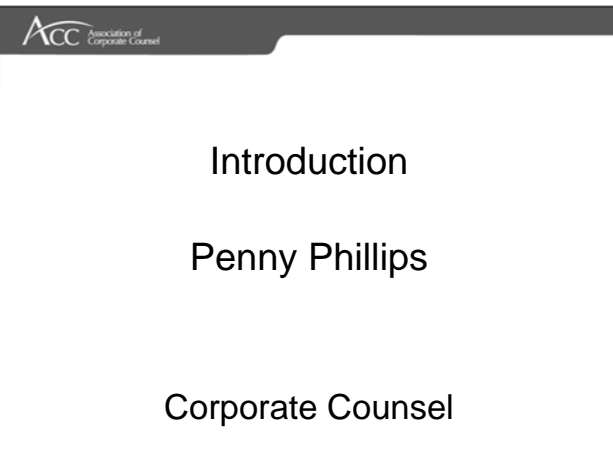 ACC Association of
Corporate Counsel
Introduction
Penny Phillips
Corporate Counsel